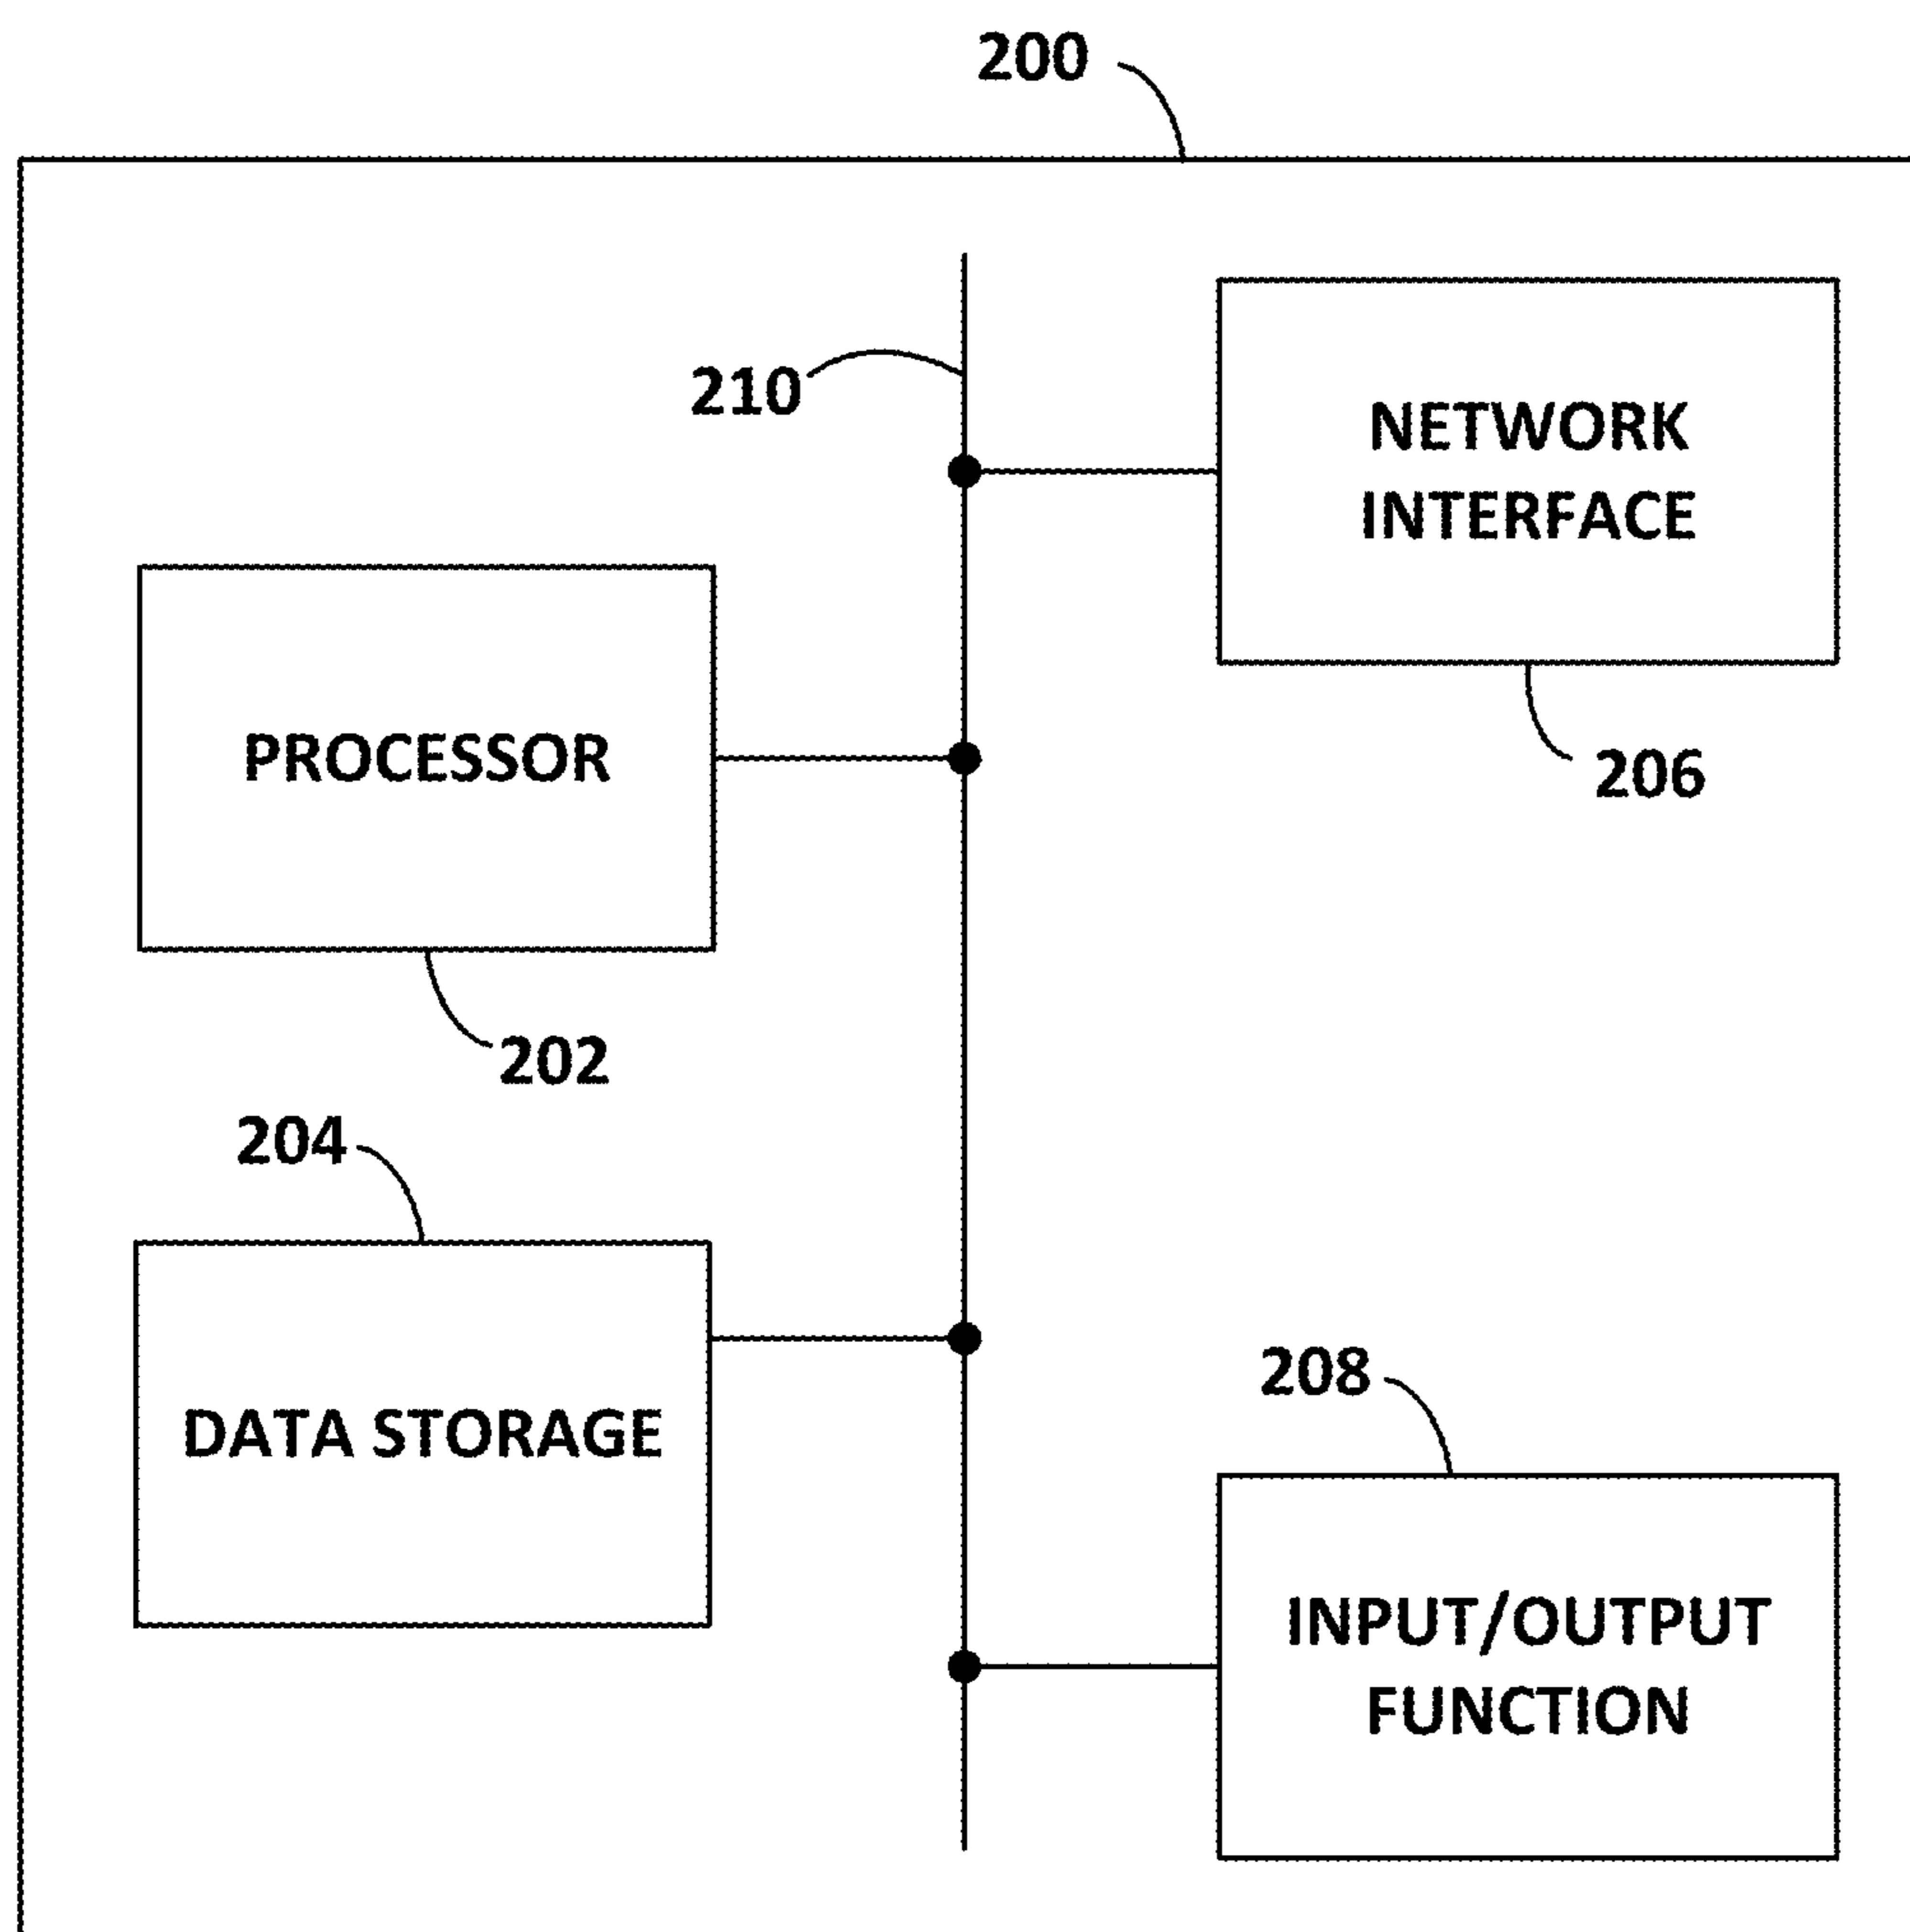 200
210
NETWORK
INTERFACE
PROCESSOR
206
202
204
208
DATA STORAGE
INPUT/OUTPUT
FUNCTION